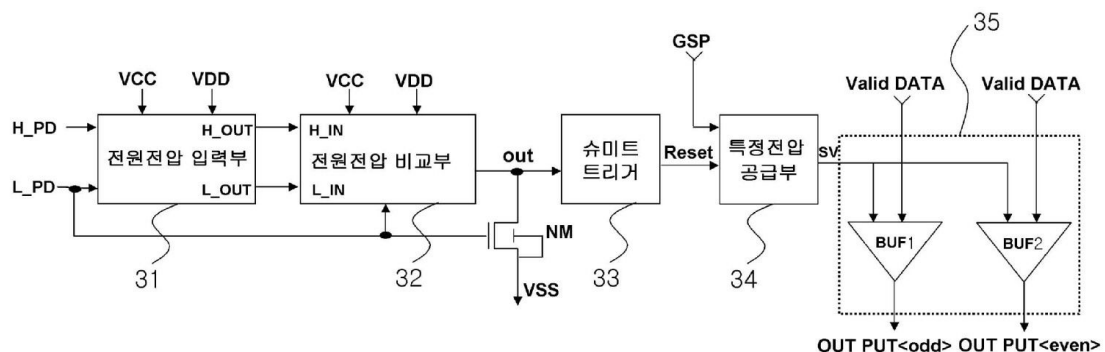 35
GSP
VCC VDD
VCC VDD
Valid DATA Valid DATA
H_PD
H_OUT
전원전압 입력부
L_PD
L_OUT
31
H_IN
전원전압 비교부
L_IN
32
out
NM
VSS
슈미트
트리거
33
Reset
특정전압
공급부
34
SV
BUF1
BUF2
OUT PUT<odd> OUT PUT<even>